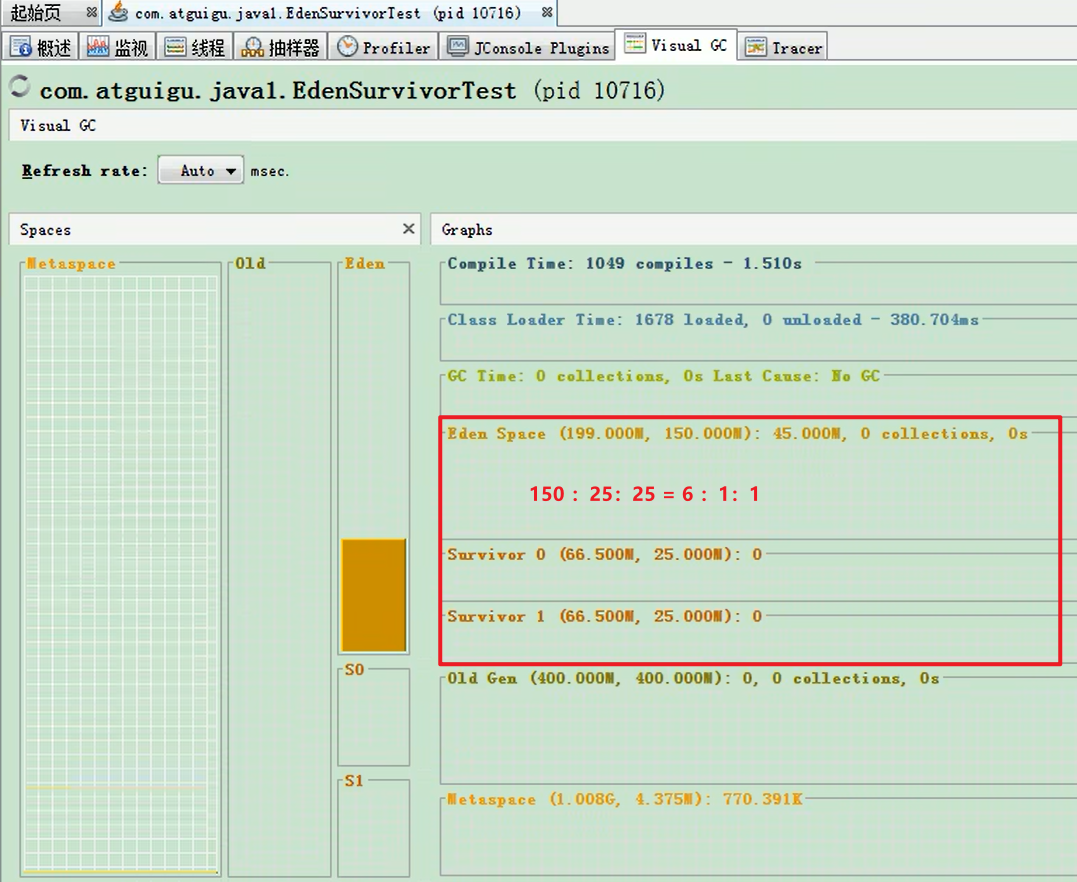 起始页 com.atguigu.java1.EdenSurvivorTest (pid 10716)
概述 监视 线程 抽样器 Profiler JConsole Plugins Visual GC Tracer
com.atguigu.java1.EdenSurvivorTest (pid 10716)
Visual GC
Refresh rate: Auto msec.
Spaces
Graphs
Metaspace
Old
Eden
S0
S1
Compile Time: 1049 compiles - 1.510s
Class Loader Time: 1678 loaded, 0 unloaded - 380.704ms
GC Time: 0 collections, 0s Last Cause: No GC
Eden Space (199.000M, 150.000M): 45.000M, 0 collections, 0s
150 : 25: 25 = 6 : 1: 1
Survivor 0 (66.500M, 25.000M): 0
Survivor 1 (66.500M, 25.000M): 0
Old Gen (400.000M, 400.000M): 0, 0 collections, 0s
Metaspace (1.008G, 4.375M): 770.391K